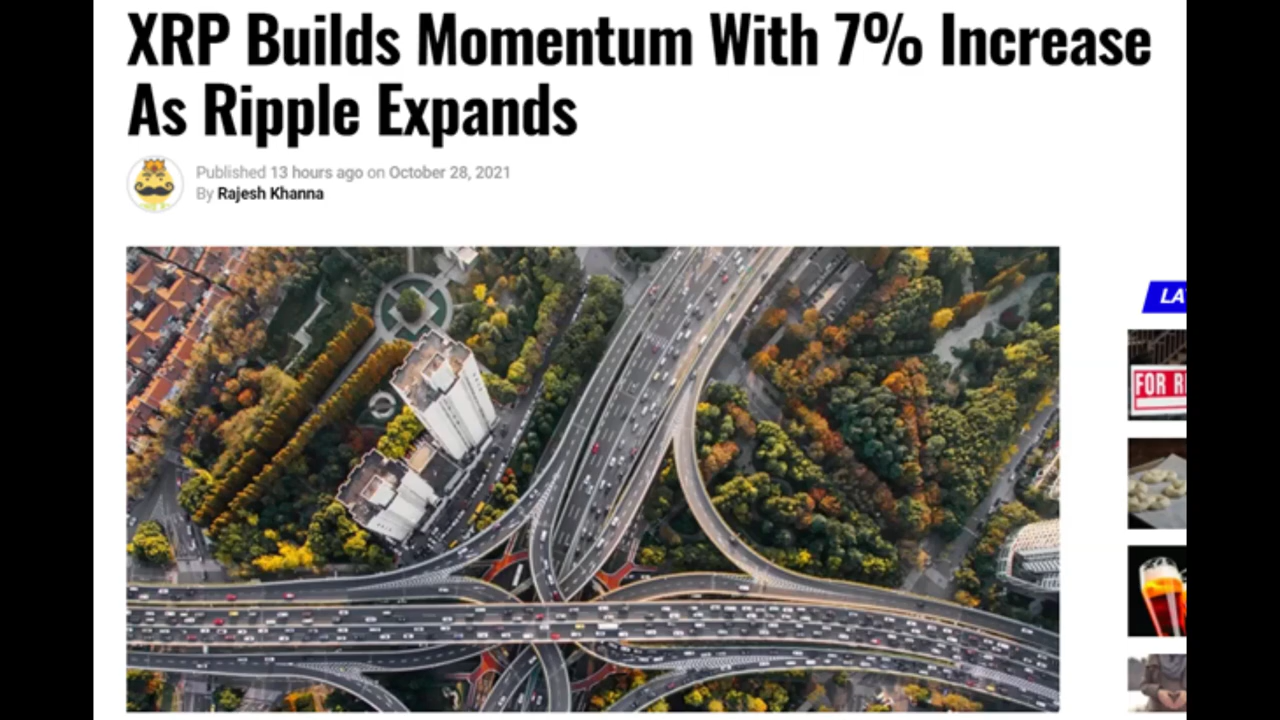 XRP Builds Momentum With 7% Increase
As Ripple Expands
Published 13 hours ago on October 28, 2021
By Rajesh Khanna
LA
FOR R